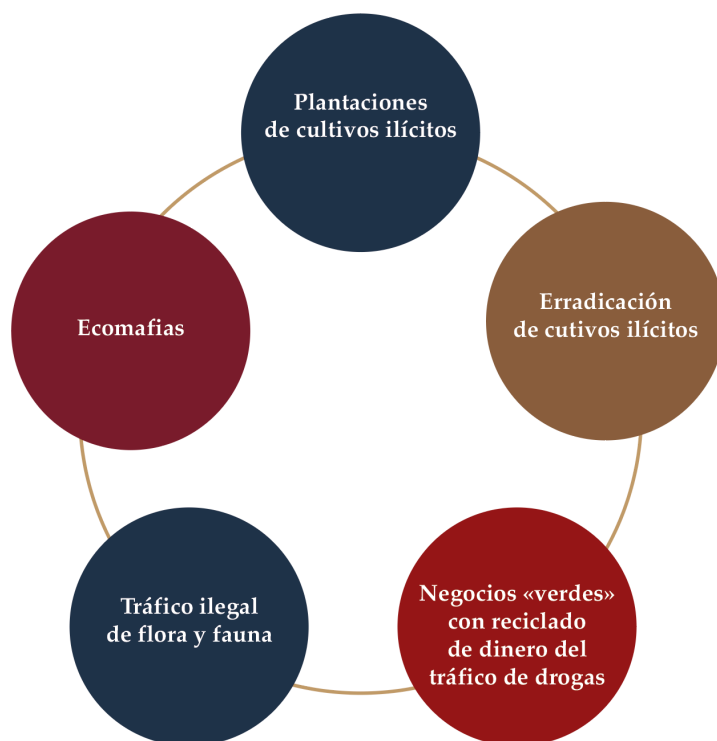 Plantaciones
de cultivos ilícitos
Erradicación
de cutivos ilícitos
Negocios «verdes»
con reciclado
de dinero del
tráfico de drogas
Tráfico ilegal
de flora y fauna
Ecomafias